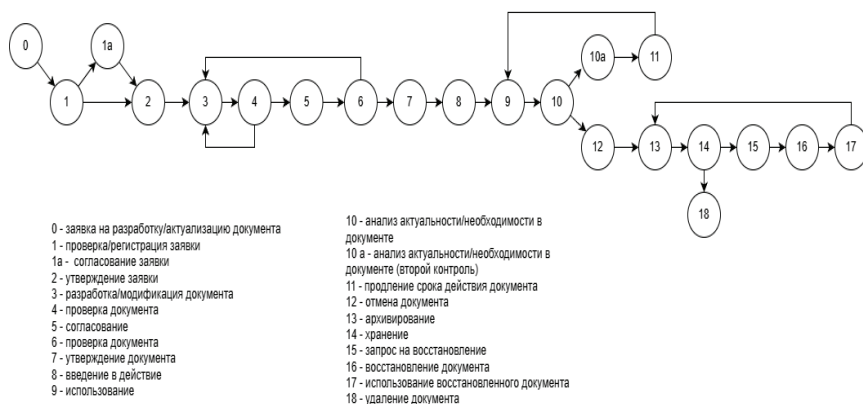 0
1а
1
2
3
4
5
6
7
8
9
10
10а
11
12
13
14
15
16
17
18
0 - заявка на разработку/актуализацию документа
1 - проверка/регистрация заявки
1а - согласование заявки
2 - утверждение заявки
3 - разработка/модификация документа
4 - проверка документа
5 - согласование
6 - проверка документа
7 - утверждение документа
8 - введение в действие
9 - использование
10 - анализ актуальности/необходимости в
документе
10 а - анализ актуальности/необходимости в
документе (второй контроль)
11 - продление срока действия документа
12 - отмена документа
13 - архивирование
14 - хранение
15 - запрос на восстановление
16 - восстановление документа
17 - использование восстановленного документа
18 - удаление документа